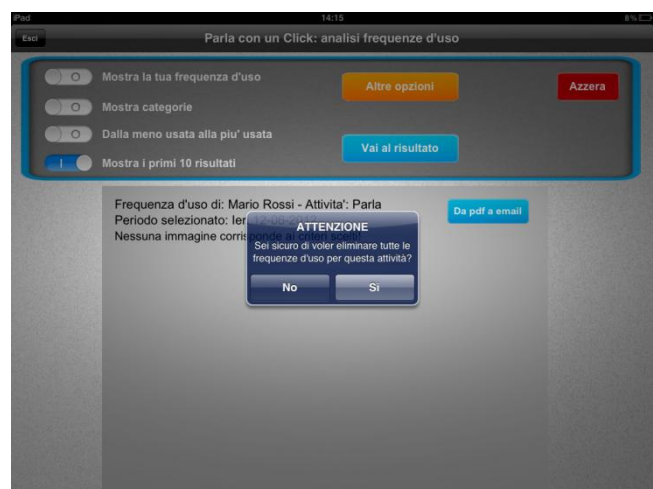 iPad 14:15 8%
Esci Parla con un Click: analisi frequenze d'uso
Mostra la tua frequenza d'uso
Mostra categorie
Dalla meno usata alla piu' usata
Mostra i primi 10 risultati
Altre opzioni
Vai al risultato
Azzera
Frequenza d'uso di: Mario Rossi - Attivita': Parla
Periodo selezionato: Ieri
Nessuna immagine corrisponde ai criteri scelti!
Da pdf a email
ATTENZIONE
Sei sicuro di voler eliminare tutte le
frequenze d'uso per questa attività?
No Si